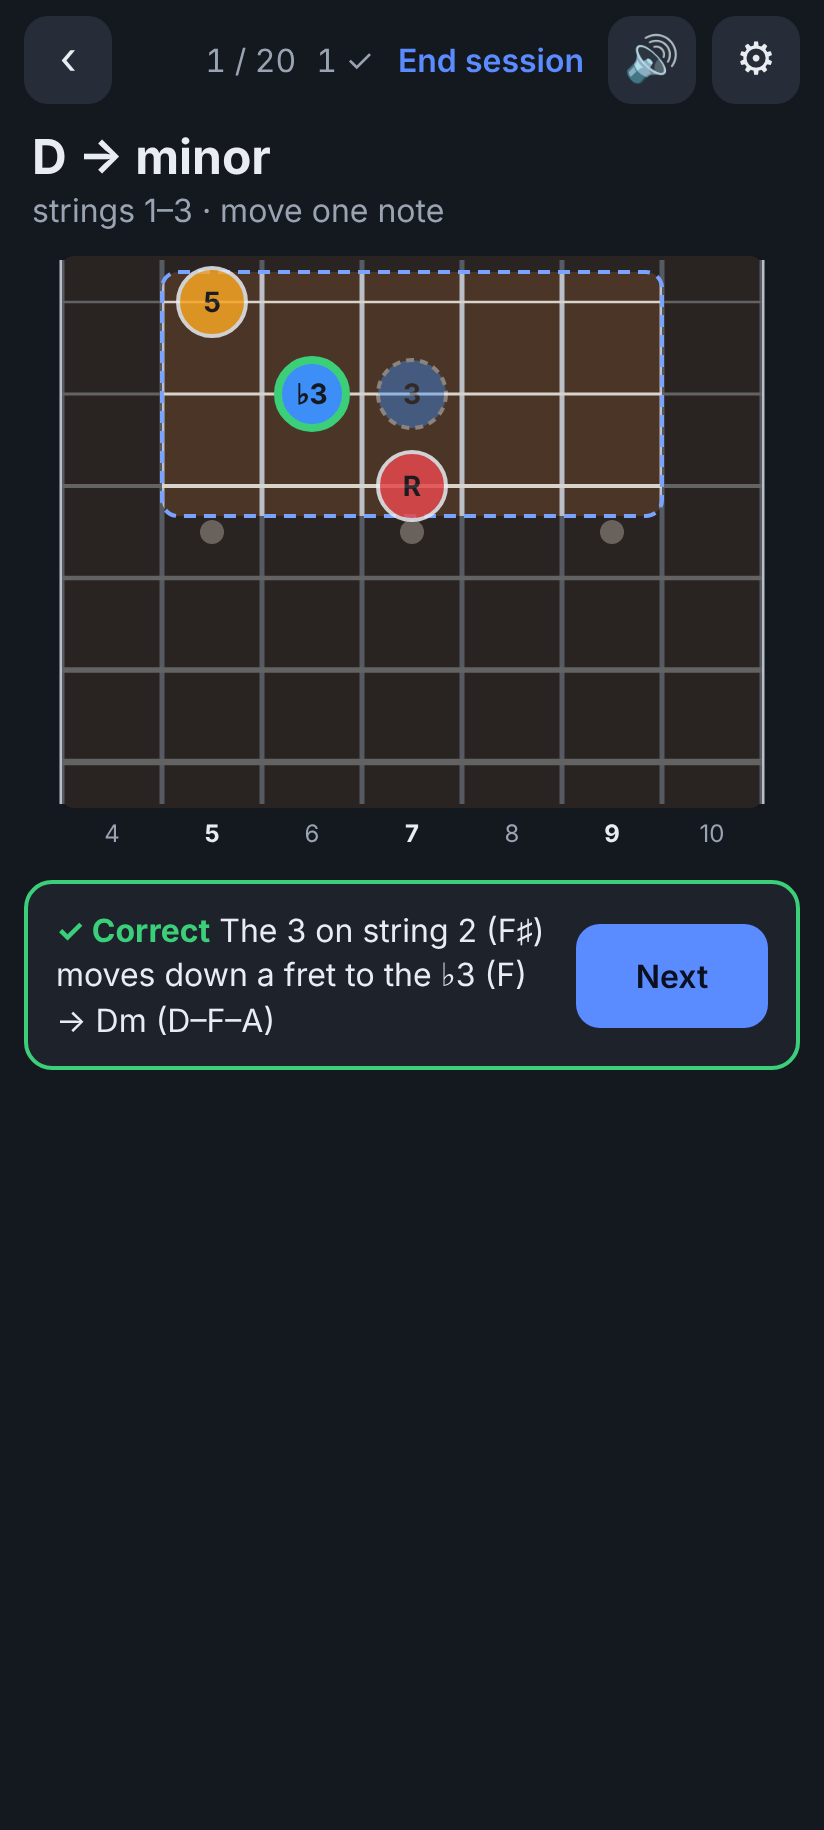 ‹ 1 / 20 1 ✓ End session
D → minor
strings 1–3 · move one note
5
♭3 3
R
4 5 6 7 8 9 10
✓ Correct The 3 on string 2 (F♯)
moves down a fret to the ♭3 (F)
→ Dm (D–F–A)
Next